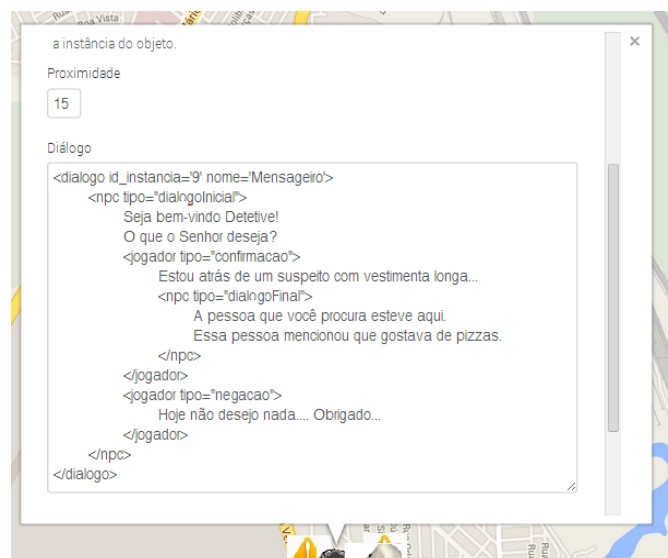 Boa Vista
a instância do objeto.
×
Proximidade
15
Diálogo
<dialogo id_instancia='9' nome='Mensageiro'>
<npc tipo="dialogoInicial">
Seja bem-vindo Detetive!
O que o Senhor deseja?
<jogador tipo="confirmacao">
Estou atrás de um suspeito com vestimenta longa...
<npc tipo="dialogoFinal">
A pessoa que você procura esteve aqui.
Essa pessoa mencionou que gostava de pizzas.
</npc>
</jogador>
<jogador tipo="negacao">
Hoje não desejo nada.... Obrigado...
</jogador>
</npc>
</dialogo>